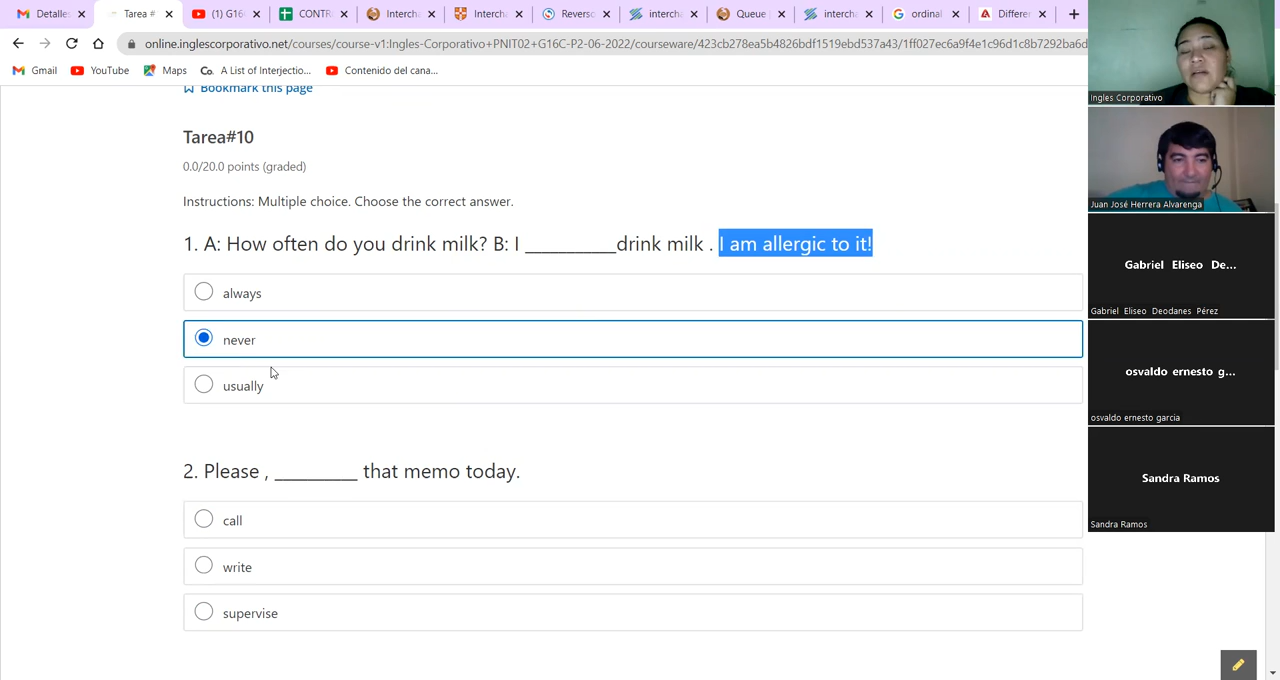 Detalles
Tarea #
(1) G16
CONTR
Interch
Interch
Reverso
interch
Queue
interch
ordinal
Differer
online.inglescorporativo.net/courses/course-v1:Ingles-Corporativo+PNIT02+G16C-P2-06-2022/courseware/423cb278ea5b4826bdf1519ebd537a43/1ff027ec6a9f4e1c96d1c8b7292ba6d
Gmail
YouTube
Maps
Co.
A List of Interjectio...
Contenido del cana...
Bookmark this page
Tarea#10
0.0/20.0 points (graded)
Instructions: Multiple choice. Choose the correct answer.
1. A: How often do you drink milk? B: I __________drink milk . I am allergic to it!
always
never
usually
2. Please , _________ that memo today.
call
write
supervise
Ingles Corporativo
Juan José Herrera Alvarenga
Gabriel Eliseo De...
Gabriel Eliseo Deodanes Pérez
osvaldo ernesto g...
osvaldo ernesto garcia
Sandra Ramos
Sandra Ramos